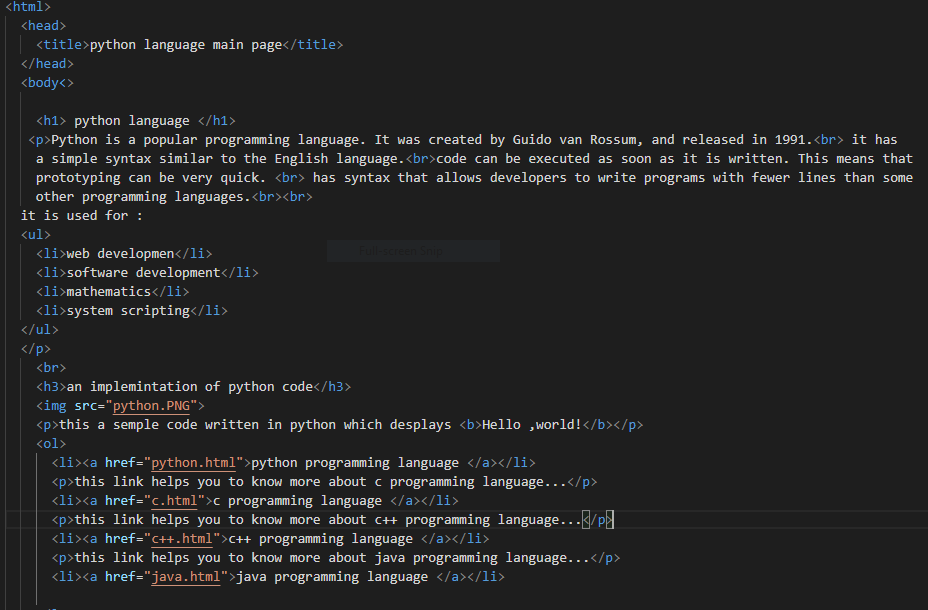 <html>
<head>
<title>python language main page</title>
</head>
<body<>
<h1> python language </h1>
<p>Python is a popular programming language. It was created by Guido van Rossum, and released in 1991.<br> it has
a simple syntax similar to the English language.<br>code can be executed as soon as it is written. This means that
prototyping can be very quick. <br> has syntax that allows developers to write programs with fewer lines than some
other programming languages.<br><br>
it is used for :
<ul>
<li>web developmen</li>
<li>software development</li>
<li>mathematics</li>
<li>system scripting</li>
</ul>
</p>
<br>
<h3>an implemintation of python code</h3>
<img src="python.PNG">
<p>this a semple code written in python which desplays <b>Hello ,world!</b></p>
<ol>
<li><a href="python.html">python programming language </a></li>
<p>this link helps you to know more about c programming language...</p>
<li><a href="c.html">c programming language </a></li>
<p>this link helps you to know more about c++ programming language...</p>
<li><a href="c++.html">c++ programming language </a></li>
<p>this link helps you to know more about java programming language...</p>
<li><a href="java.html">java programming language </a></li>